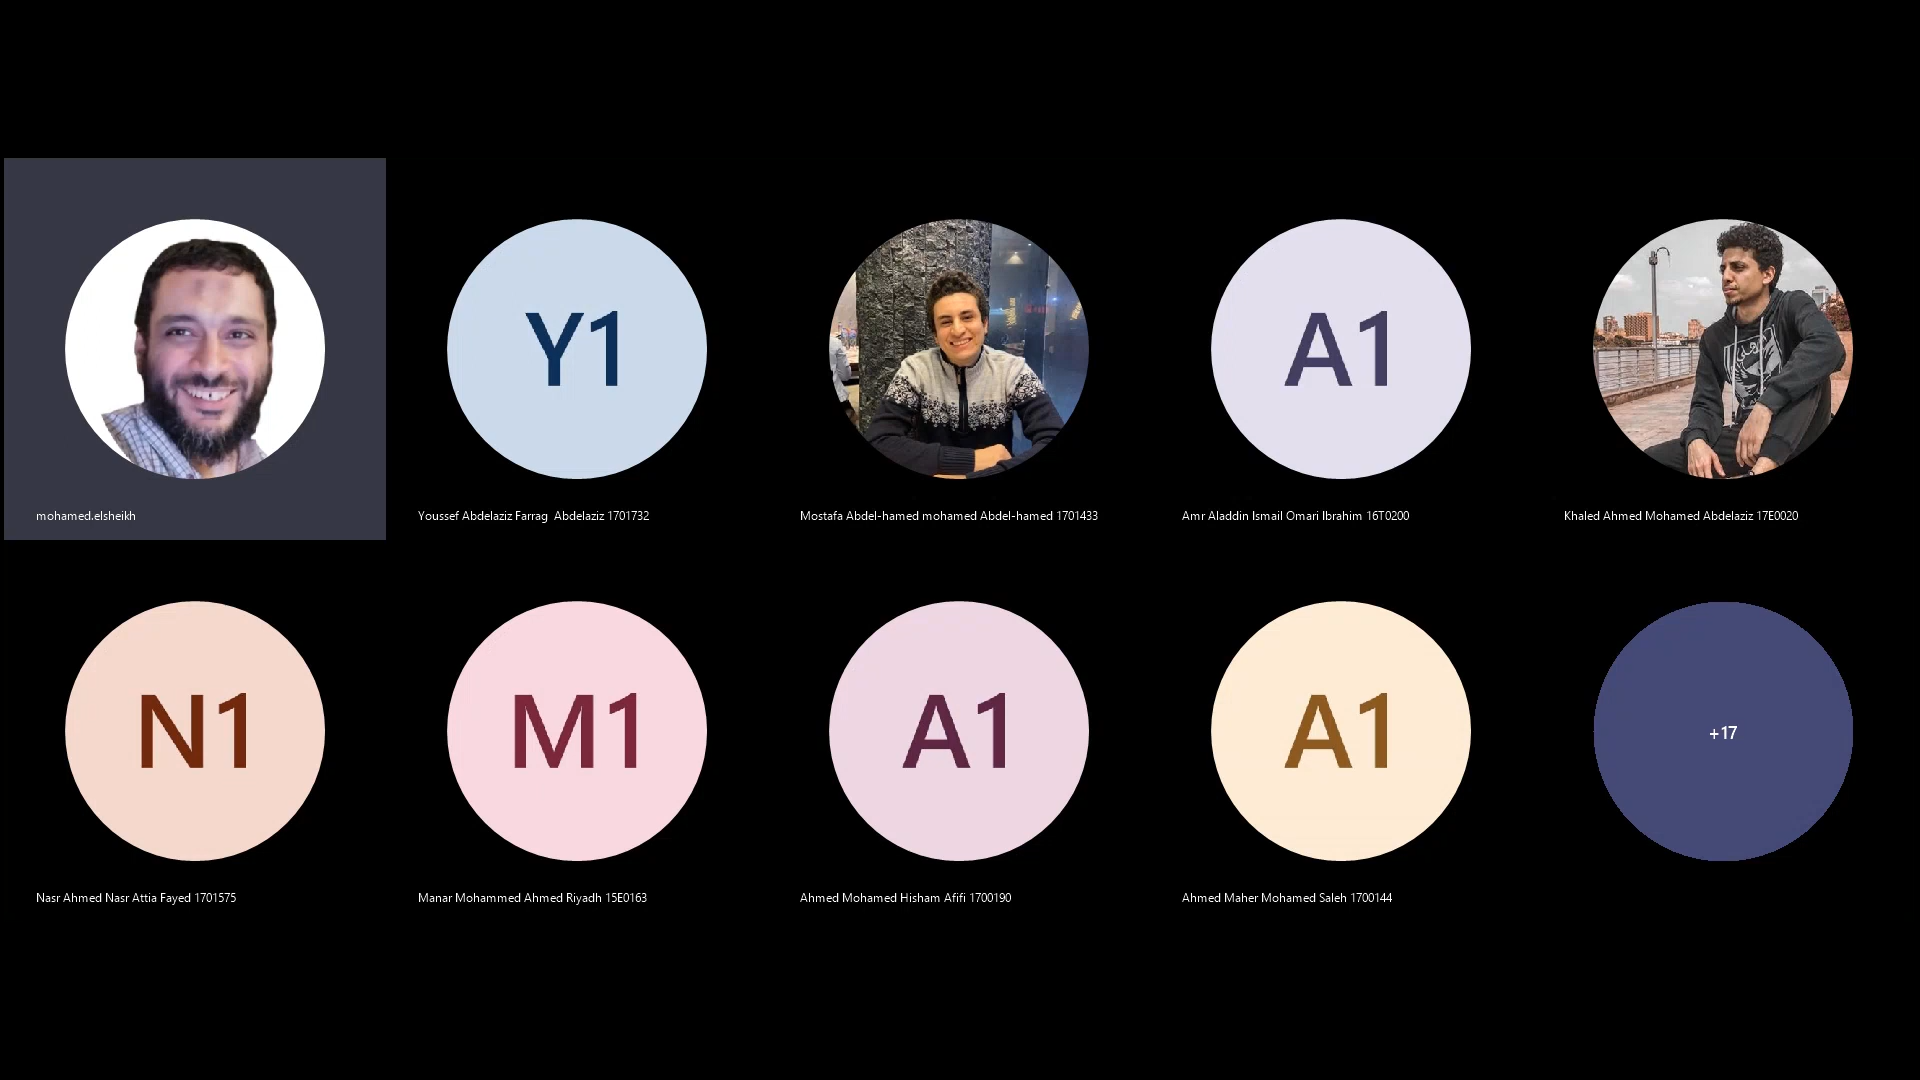 Y1
A1
mohamed.elsheikh
Youssef Abdelaziz Farrag  Abdelaziz 1701732
Mostafa Abdel-hamed mohamed Abdel-hamed 1701433
Amr Aladdin Ismail Omari Ibrahim 16T0200
Khaled Ahmed Mohamed Abdelaziz 17E0020
N1
M1
A1
A1
+17
Nasr Ahmed Nasr Attia Fayed 1701575
Manar Mohammed Ahmed Riyadh 15E0163
Ahmed Mohamed Hisham Afifi 1700190
Ahmed Maher Mohamed Saleh 1700144